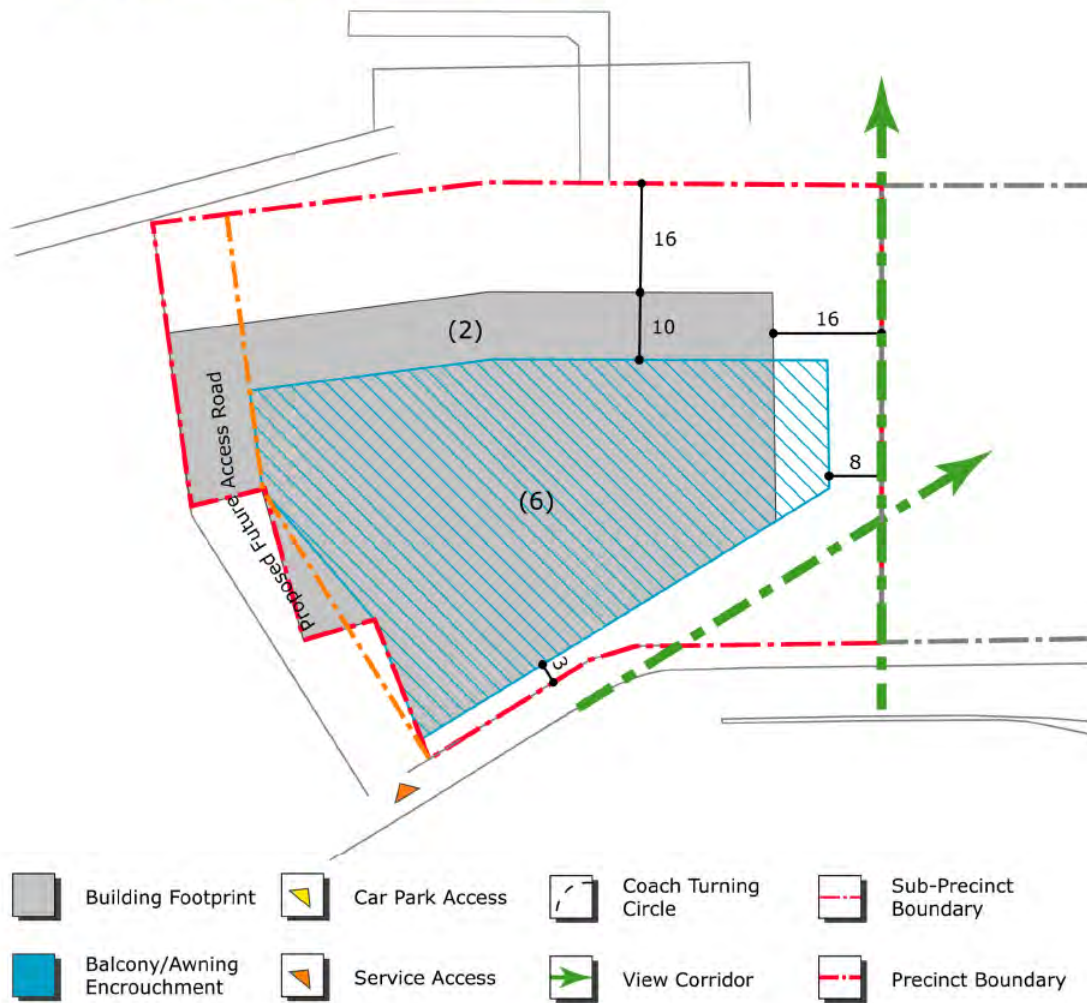 16
(2)
10
16
Proposed Future Access Road
8
(6)
3
Building Footprint
Car Park Access
Coach Turning
Circle
Sub-Precinct
Boundary
Balcony/Awning
Encrouchment
Service Access
View Corridor
Precinct Boundary